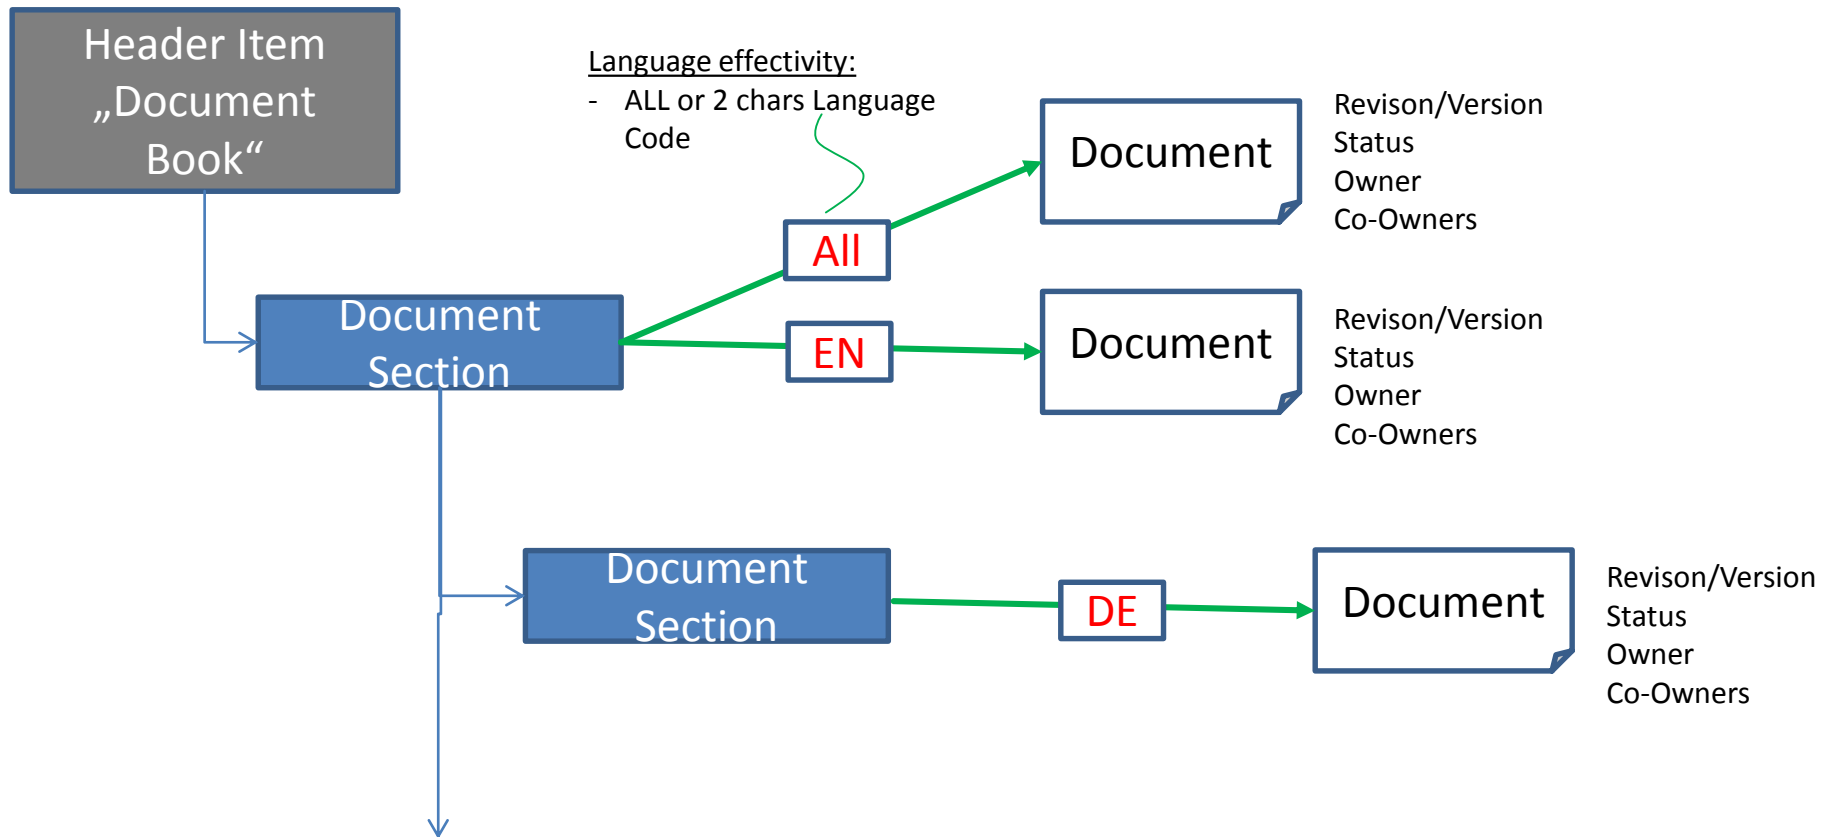 Header Item
„Document
Book“
Language effectivity:
- ALL or 2 chars Language
Code
Document
Revison/Version
Status
Owner
Co-Owners
All
Document
Section
EN
Document
Revison/Version
Status
Owner
Co-Owners
Document
Section
DE
Document
Revison/Version
Status
Owner
Co-Owners